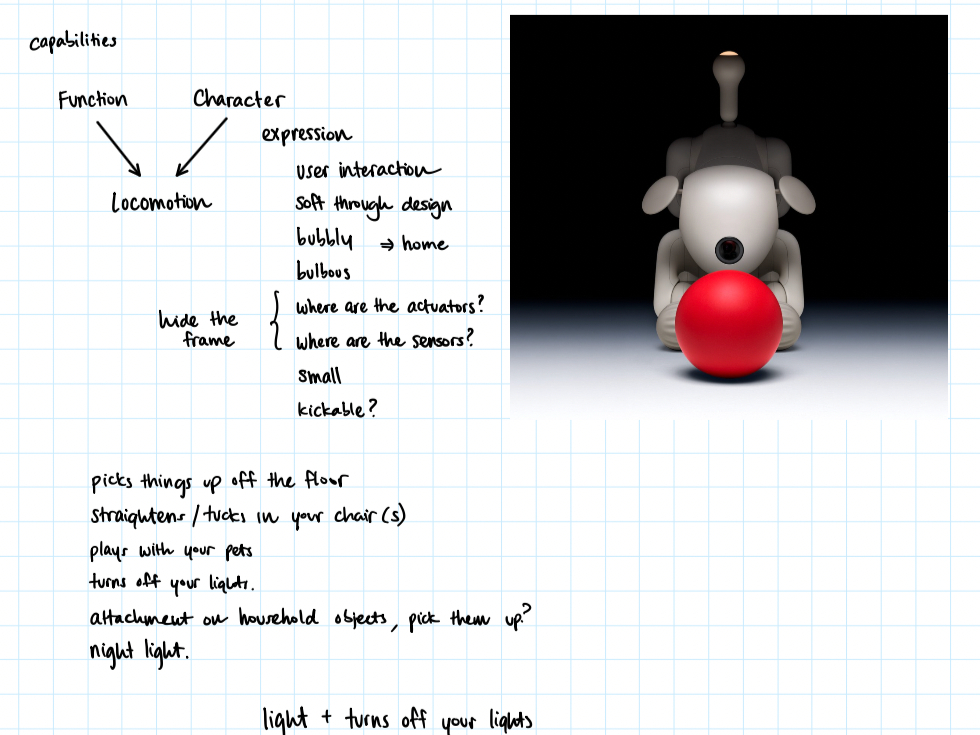 capabilities
Function
Character
Locomotion
expression
user interaction
soft through design
bubbly ⇒ home
bulbous
hide the
frame
where are the actuators?
where are the sensors?
small
kickable?
picks things up off the floor
straightens / tucks in your chair(s)
plays with your pets
turns off your lights.
attachment on household objects, pick them up?
night light.
light + turns off your lights